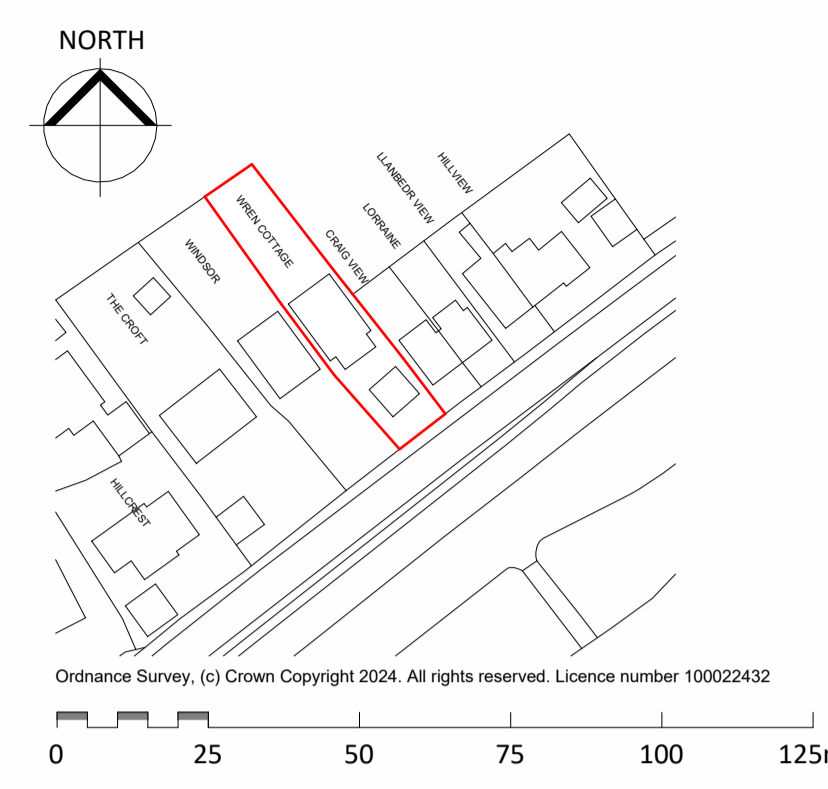 NORTH
LLANBEDR VIEW
HILLVIEW
WREN COTTAGE
LORRAINE
WINDSOR
CRAIG VIEW
THE CROFT
HILLCREST
Ordnance Survey, (c) Crown Copyright 2024. All rights reserved. Licence number 100022432
0 25 50 75 100 125m